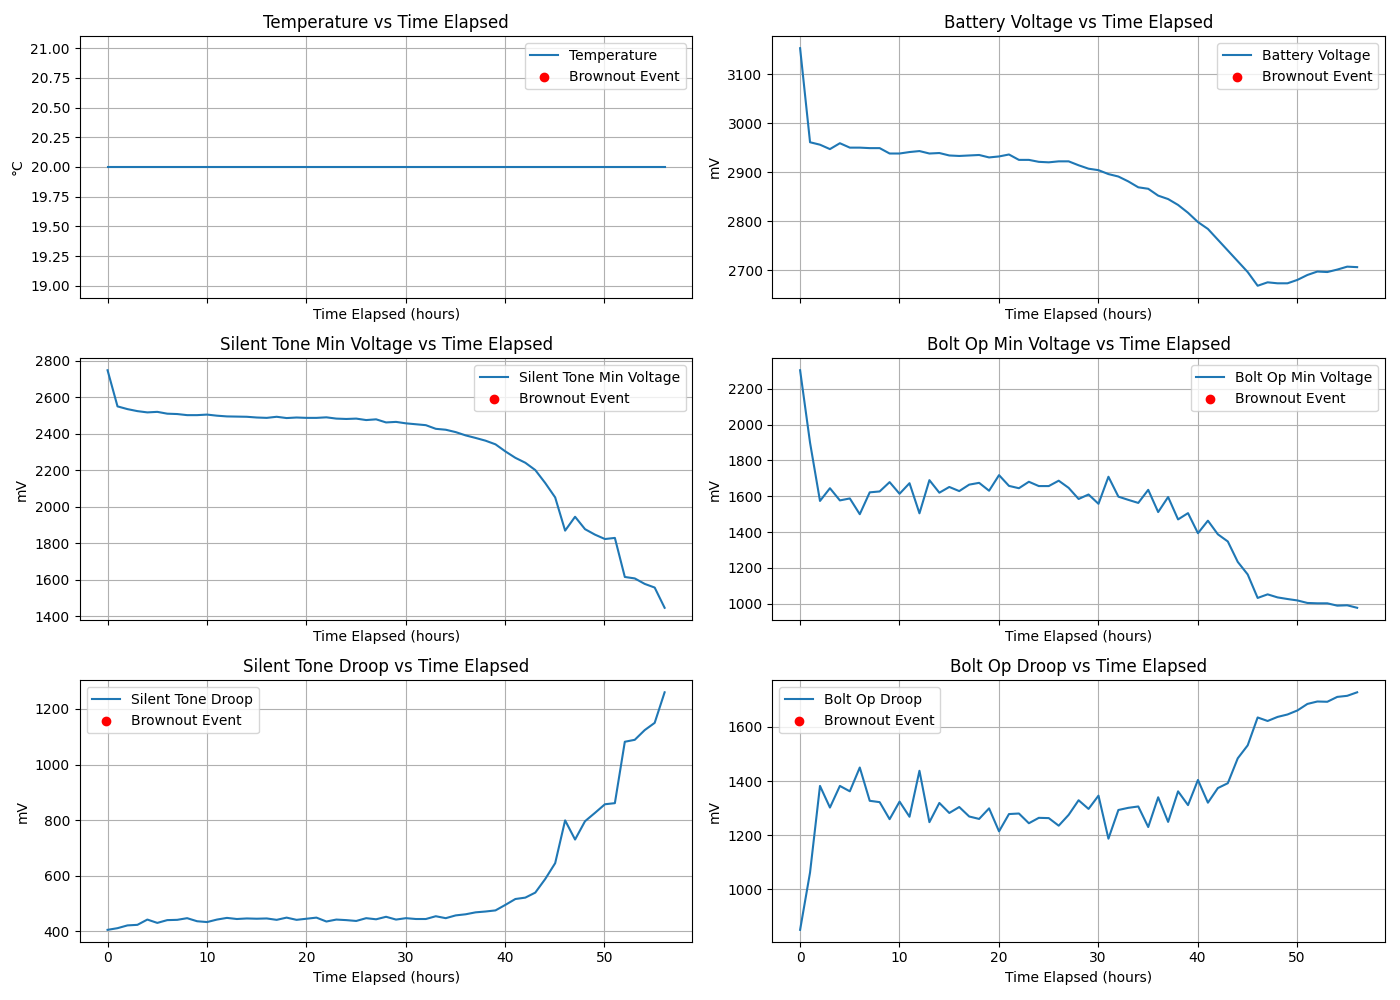 Temperature vs Time Elapsed
21.00
20.75
20.50
20.25
20.00
19.75
19.50
19.25
19.00
°C
Temperature
Brownout Event
Time Elapsed (hours)
Battery Voltage vs Time Elapsed
3100
3000
2900
2800
2700
mV
Battery Voltage
Brownout Event
Time Elapsed (hours)
Silent Tone Min Voltage vs Time Elapsed
2800
2600
2400
2200
2000
1800
1600
1400
mV
Silent Tone Min Voltage
Brownout Event
Time Elapsed (hours)
Bolt Op Min Voltage vs Time Elapsed
2200
2000
1800
1600
1400
1200
1000
mV
Bolt Op Min Voltage
Brownout Event
Time Elapsed (hours)
Silent Tone Droop vs Time Elapsed
1200
1000
800
600
400
mV
Silent Tone Droop
Brownout Event
0 10 20 30 40 50
Time Elapsed (hours)
Bolt Op Droop vs Time Elapsed
1600
1400
1200
1000
mV
Bolt Op Droop
Brownout Event
0 10 20 30 40 50
Time Elapsed (hours)